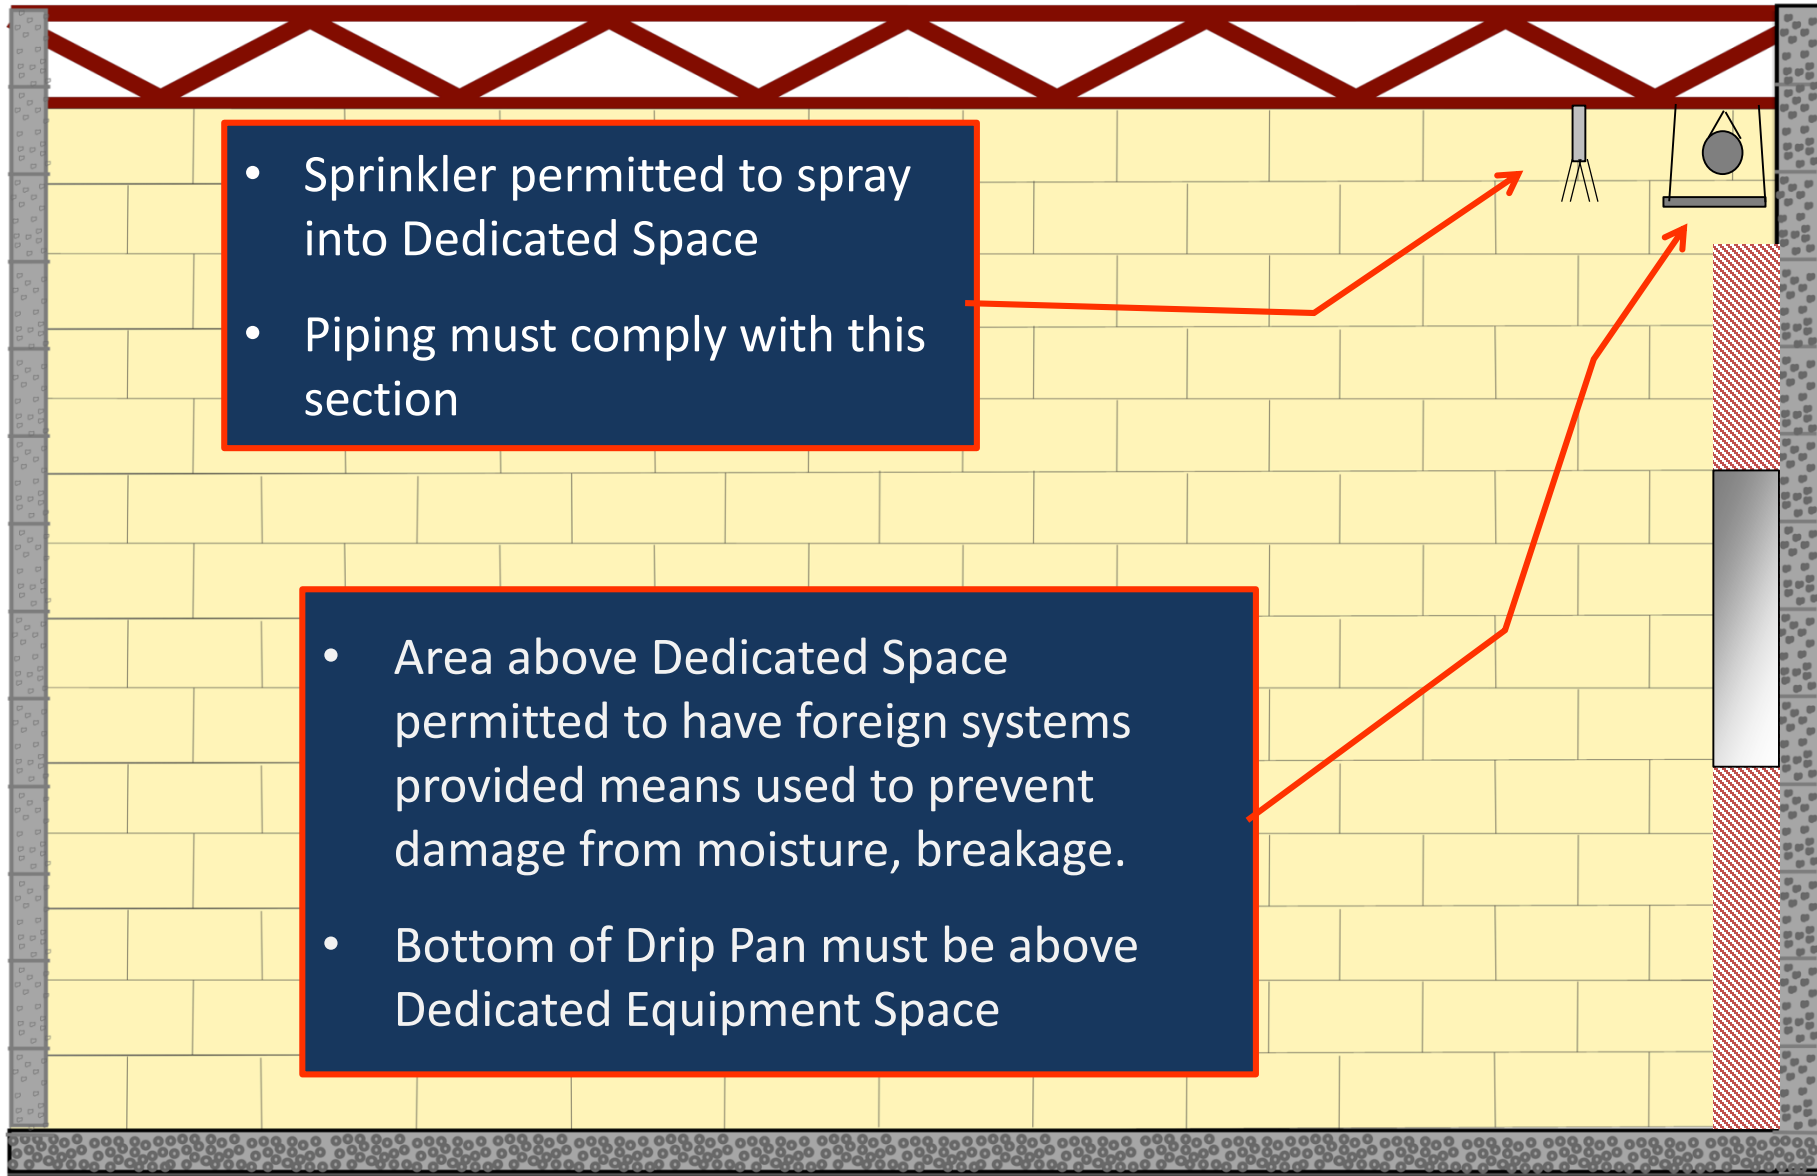 • Sprinkler permitted to spray
into Dedicated Space
• Piping must comply with this
section
• Area above Dedicated Space
permitted to have foreign systems
provided means used to prevent
damage from moisture, breakage.
• Bottom of Drip Pan must be above
Dedicated Equipment Space